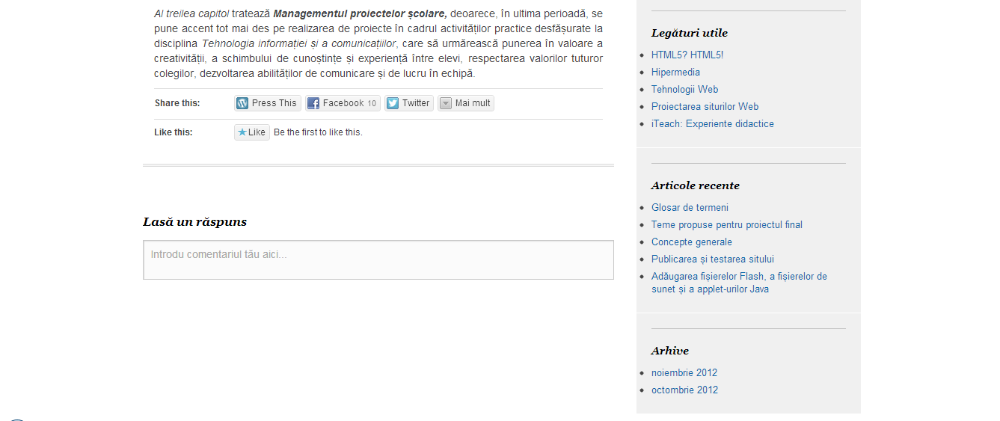 Al treilea capitol tratează Managementul proiectelor școlare, deoarece, în ultima perioadă, se
pune accent tot mai des pe realizarea de proiecte în cadrul activităților practice desfășurate la
disciplina Tehnologia informației și a comunicațiilor, care să urmărească punerea în valoare a
creativității, a schimbului de cunoștințe și experiență între elevi, respectarea valorilor tuturor
colegilor, dezvoltarea abilităților de comunicare și de lucru în echipă.
Share this: Press This Facebook 10 Twitter Mai mult
Like this: Like Be the first to like this.
Lasă un răspuns
Introdu comentariul tău aici...
Legături utile
HTML5? HTML5!
Hipermedia
Tehnologii Web
Proiectarea siturilor Web
iTeach: Experiente didactice
Articole recente
Glosar de termeni
Teme propuse pentru proiectul final
Concepte generale
Publicarea și testarea sitului
Adăugarea fișierelor Flash, a fișierelor de
sunet și a applet-urilor Java
Arhive
noiembrie 2012
octombrie 2012